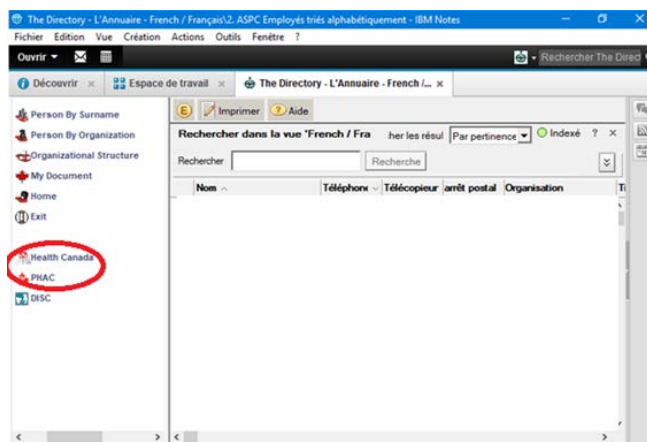 The Directory - L'Annuaire - French / Français\2. ASPC Employés triés alphabétiquement - IBM Notes
Fichier Edition Vue Création Actions Outils Fenêtre ?
Ouvrir
Rechercher The Direct
Découvrir × Espace de travail × The Directory - L'Annuaire - French /... ×
Person By Surname
Person By Organization
Organizational Structure
My Document
Home
Exit
Health Canada
PHAC
DISC
E Imprimer Aide
Rechercher dans la vue 'French / Fra her les résul Par pertinence Indexé ? ×
Rechercher Recherche
Nom Téléphone Télécopieur arrêt postal Organisation Ti